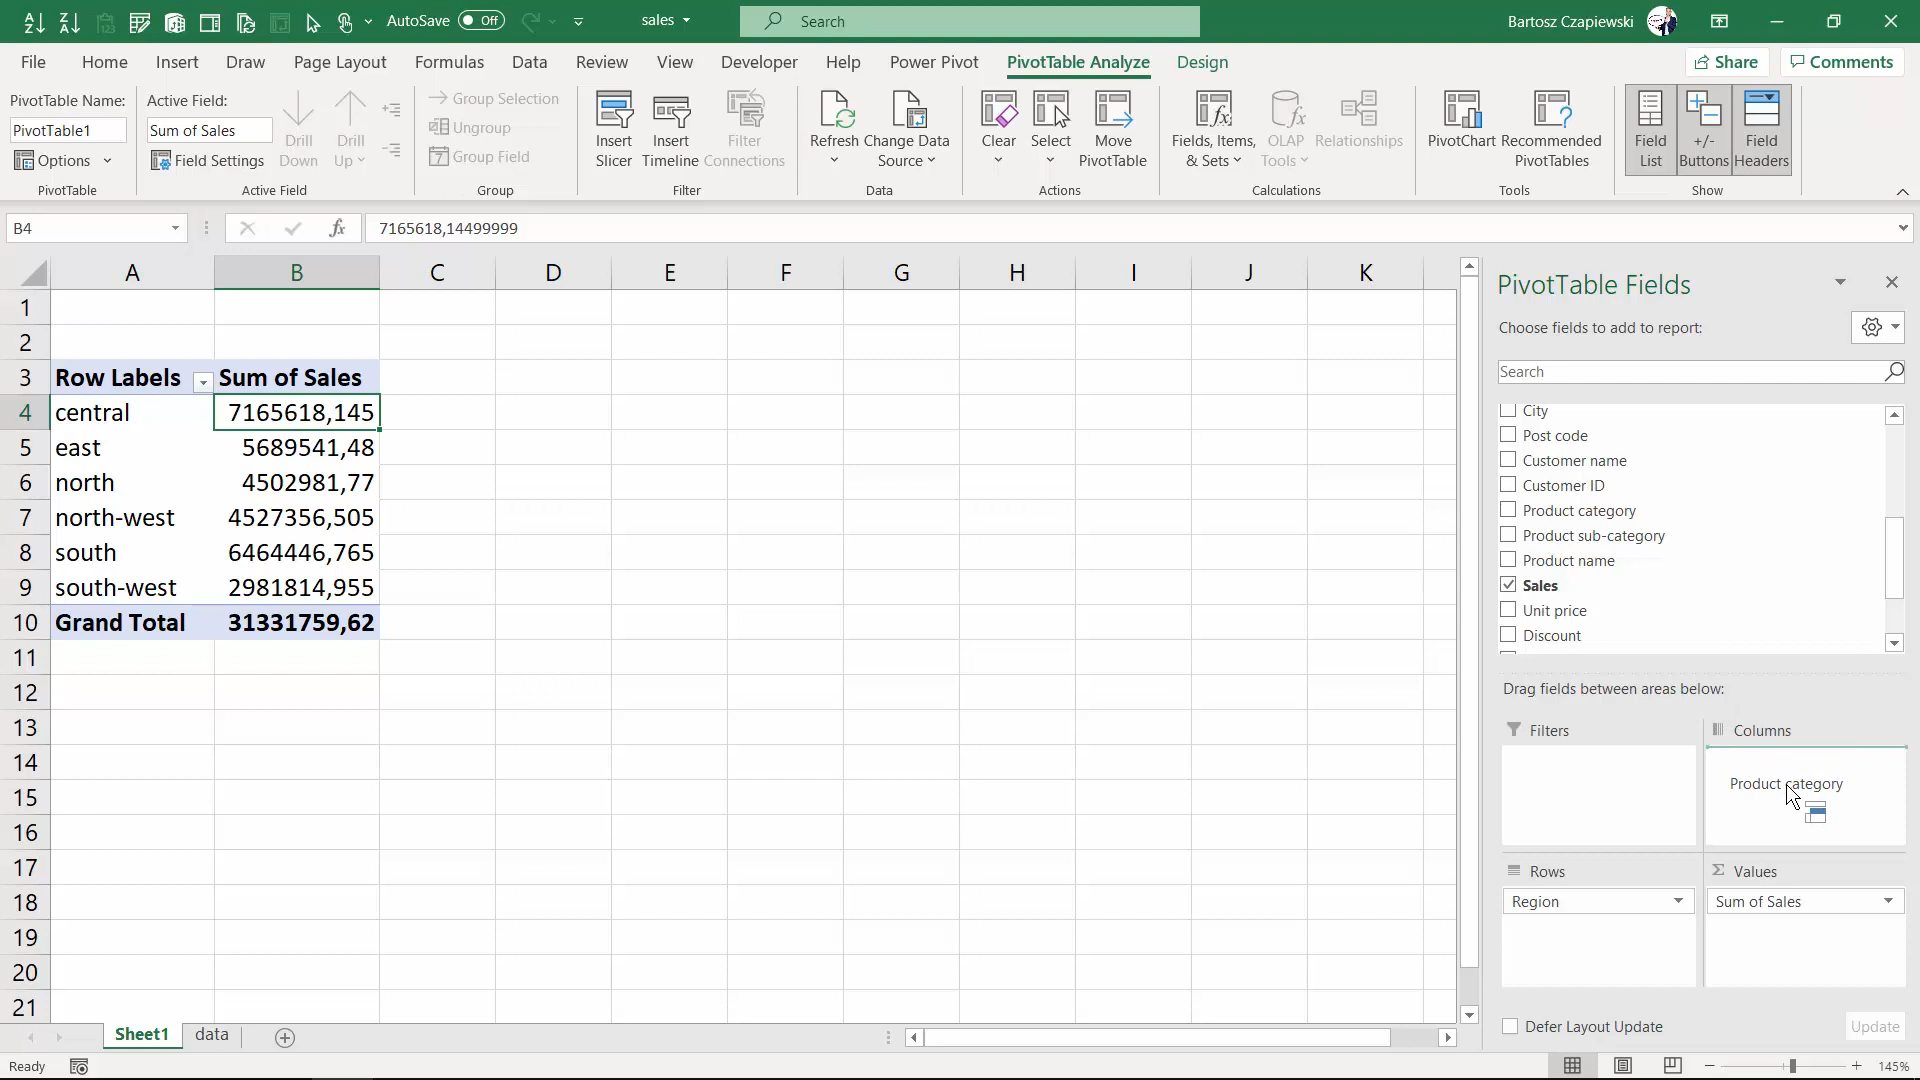 AutoSave Off sales Search Bartosz Czapiewski
File Home Insert Draw Page Layout Formulas Data Review View Developer Help Power Pivot PivotTable Analyze Design Share Comments
PivotTable Name:
PivotTable1
Options
PivotTable
Active Field:
Sum of Sales
Field Settings
Drill Down
Drill Up
Active Field
Group Selection
Ungroup
Group Field
Group
Insert Slicer
Insert Timeline
Filter Connections
Filter
Refresh
Change Data Source
Data
Clear
Select
Move PivotTable
Actions
Fields, Items, & Sets
OLAP Tools
Relationships
Calculations
PivotChart
Recommended PivotTables
Tools
Field List
+/- Buttons
Field Headers
Show
B4 fx 7165618,14499999
A B C D E F G H I J K
1
2
3 Row Labels Sum of Sales
4 central 7165618,145
5 east 5689541,48
6 north 4502981,77
7 north-west 4527356,505
8 south 6464446,765
9 south-west 2981814,955
10 Grand Total 31331759,62
11
12
13
14
15
16
17
18
19
20
21
PivotTable Fields
Choose fields to add to report:
Search
City
Post code
Customer name
Customer ID
Product category
Product sub-category
Product name
Sales
Unit price
Discount
Drag fields between areas below:
Filters
Columns
Product category
Rows
Region
Values
Sum of Sales
Defer Layout Update Update
Sheet1 data
Ready 145%